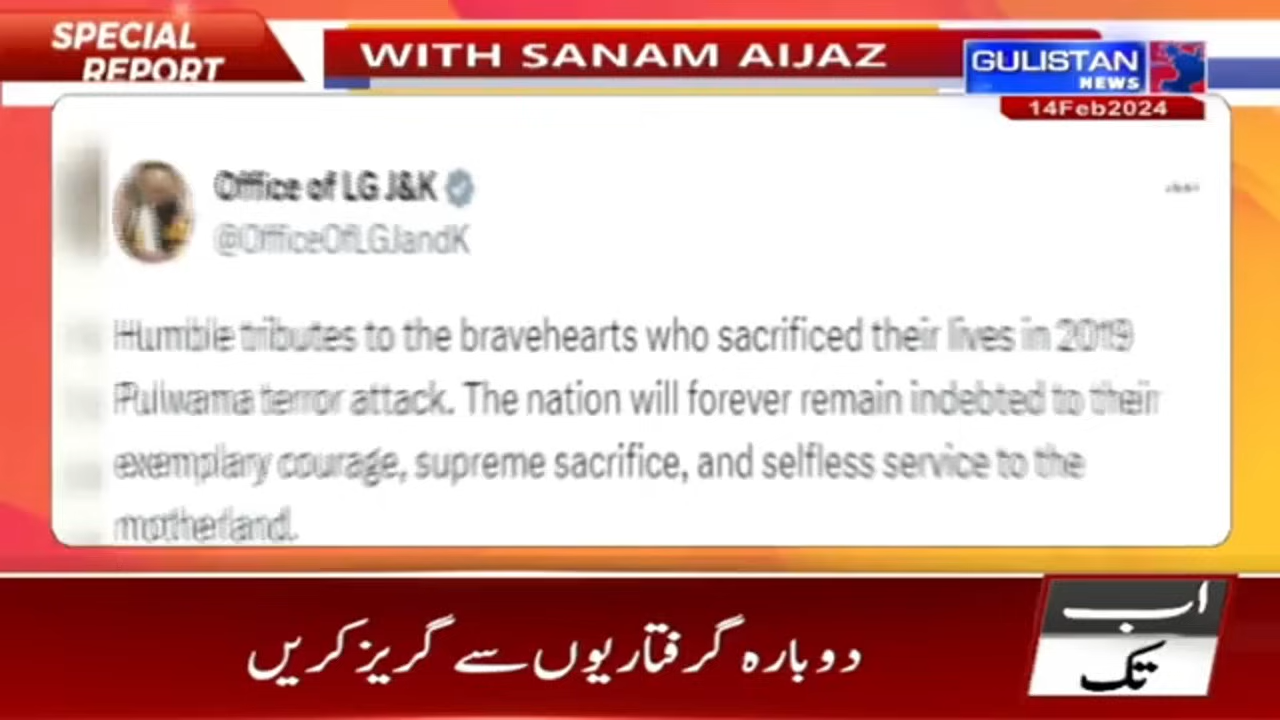 SPECIAL
REPORT
WITH SANAM AIJAZ
GULISTAN
NEWS
14Feb2024
Office of LG J&K
@OfficeOfLGJandK
Humble tributes to the bravehearts who sacrificed their lives in 2019
Pulwama terror attack. The nation will forever remain indebted to their
exemplary courage, supreme sacrifice, and selfless service to the
motherland.
اب
تک
دوبارہ گرفتاریوں سے گریز کریں